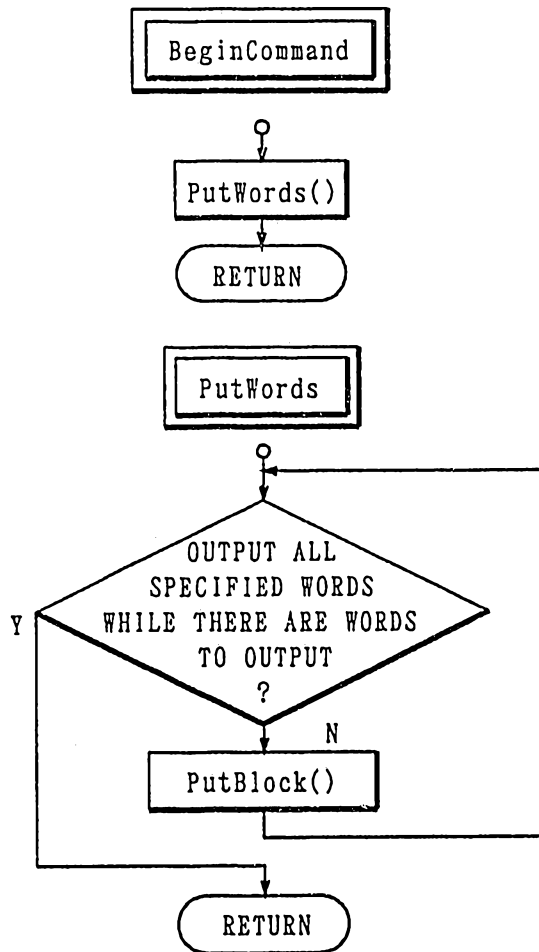 BeginCommand
PutWords()
RETURN
PutWords
OUTPUT ALL
SPECIFIED WORDS
WHILE THERE ARE WORDS
TO OUTPUT
?
Y
N
PutBlock()
RETURN